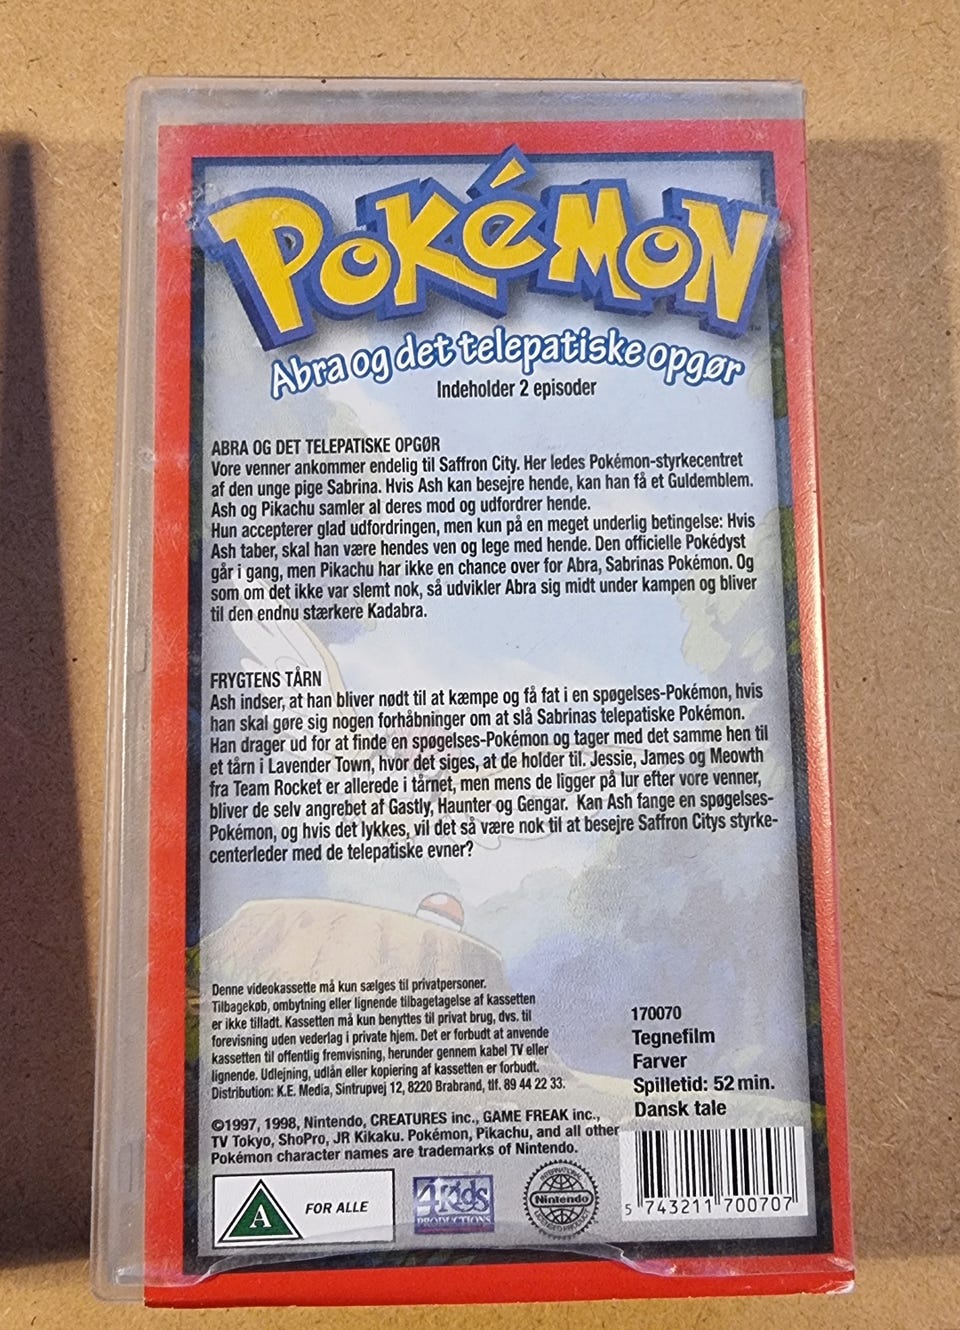 POKéMON
Abra og det telepatiske opgør
Indeholder 2 episoder
ABRA OG DET TELEPATISKE OPGØR
Vore venner ankommer endelig til Saffron City. Her ledes Pokémon-styrkecentret
af den unge pige Sabrina. Hvis Ash kan besejre hende, kan han få et Guldemblem.
Ash og Pikachu samler al deres mod og udfordrer hende.
Hun accepterer glad udfordringen, men kun på en meget underlig betingelse: Hvis
Ash taber, skal han være hendes ven og lege med hende. Den officielle Pokédyst
går i gang, men Pikachu har ikke en chance over for Abra, Sabrinas Pokémon. Og
som om det ikke var slemt nok, så udvikler Abra sig midt under kampen og bliver
til den endnu stærkere Kadabra.
FRYGTENS TÅRN
Ash indser, at han bliver nødt til at kæmpe og få fat i en spøgelses-Pokémon, hvis
han skal gøre sig nogen forhåbninger om at slå Sabrinas telepatiske Pokémon.
Han drager ud for at finde en spøgelses-Pokémon og tager med det samme hen til
et tårn i Lavender Town, hvor det siges, at de holder til. Jessie, James og Meowth
fra Team Rocket er allerede i tårnet, men mens de ligger på lur efter vore venner,
bliver de selv angrebet af Gastly, Haunter og Gengar. Kan Ash fange en spøgelses-
Pokémon, og hvis det lykkes, vil det så være nok til at besejre Saffron Citys styrke-
centerleder med de telepatiske evner?
Denne videokassette må kun sælges til privatpersoner.
Tilbagekøb, ombytning eller lignende tilbagetagelse af kassetten
er ikke tilladt. Kassetten må kun benyttes til privat brug, dvs. til
forevisning uden vederlag i private hjem. Det er forbudt at anvende
kassetten til offentlig fremvisning, herunder gennem kabel TV eller
lignende. Udlejning, udlån eller kopiering af kassetten er forbudt.
Distribution: K.E. Media, Sintrupvej 12, 8220 Brabrand, tlf. 89 44 22 33.
170070
Tegnefilm
Farver
Spilletid: 52 min.
Dansk tale
©1997, 1998, Nintendo, CREATURES inc., GAME FREAK inc.,
TV Tokyo, ShoPro, JR Kikaku. Pokémon, Pikachu, and all other
Pokémon character names are trademarks of Nintendo.
A
FOR ALLE
4Kids
PRODUCTIONS
INTERNATIONAL
Nintendo
5 743211 700707